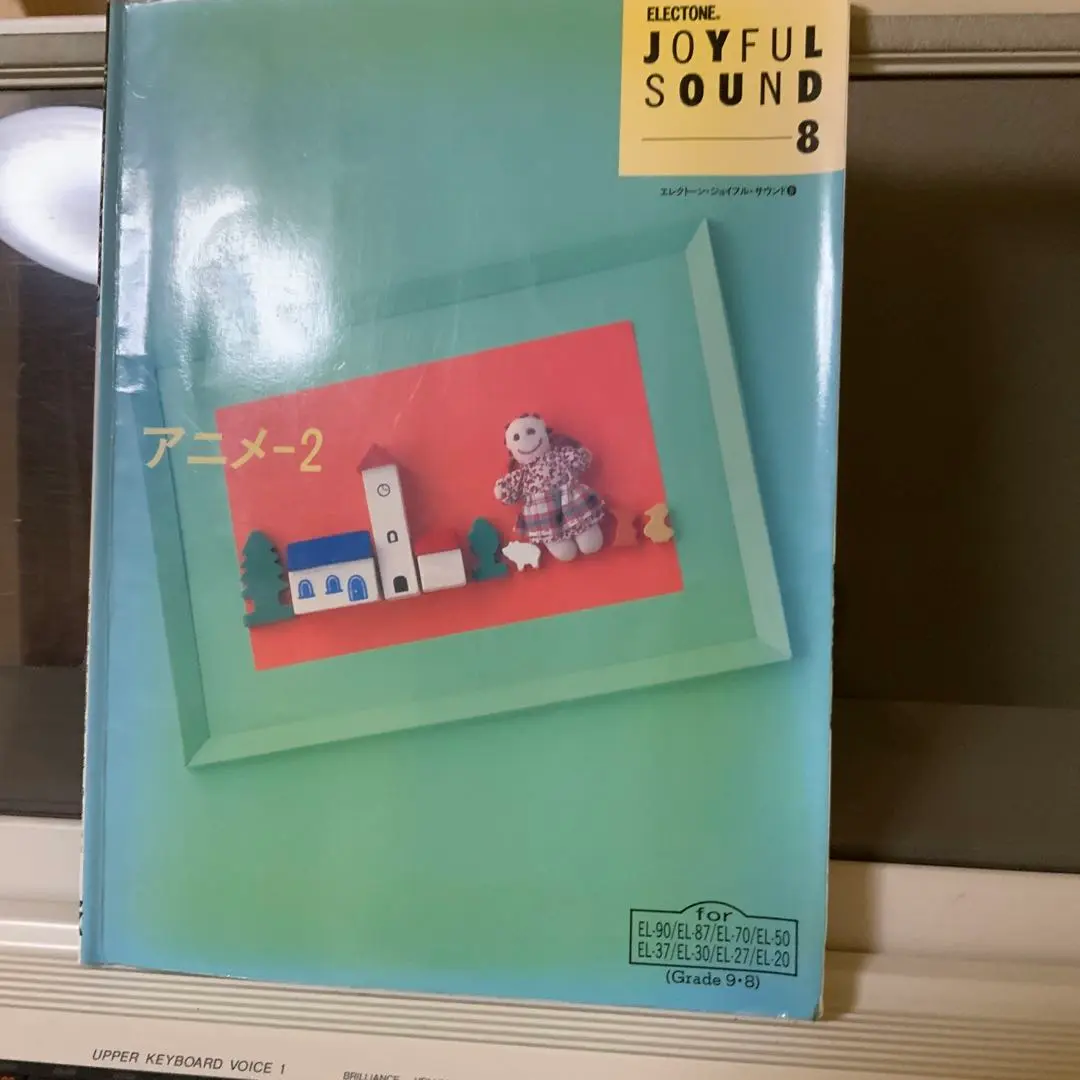 ELECTONE®
JOYFUL
SOUND
8
エレクトーン・ジョイフル・サウンド8
アニメ-2
for
EL-90/EL-87/EL-70/EL-50
EL-37/EL-30/EL-27/EL-20
(Grade 9・8)
UPPER KEYBOARD VOICE 1
BRILLIANCE